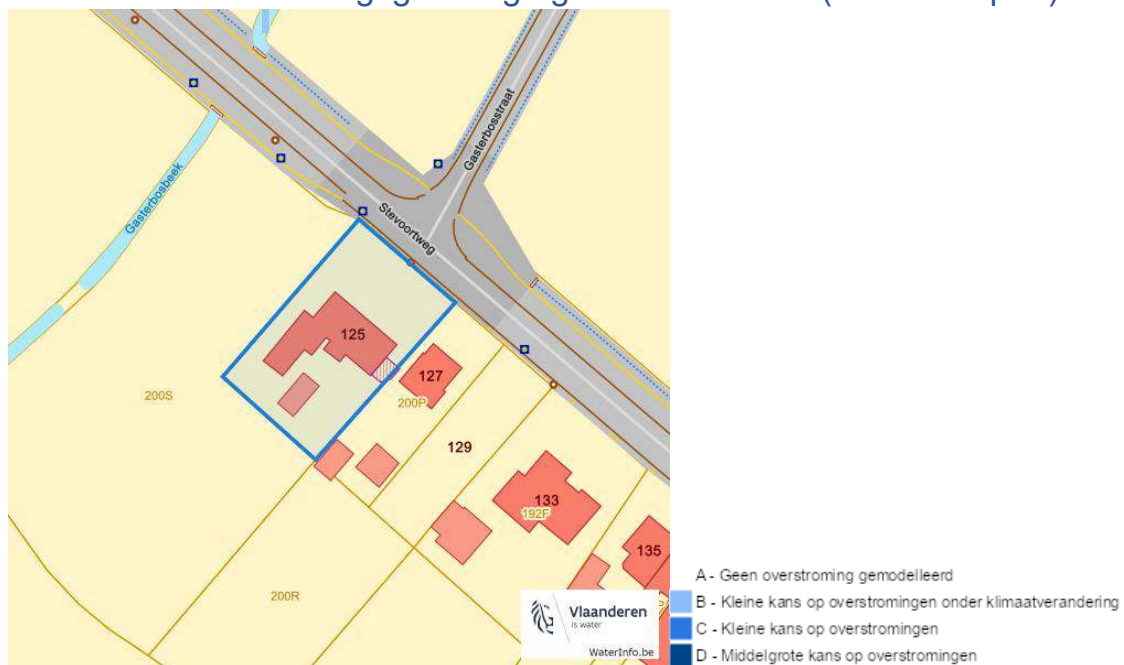 Gasterbosstraat
Gasterbosbeek
Stevoortweg
125
127
200S
200P
129
133
192F
135
200R
Vlaanderen
is water
WaterInfo.be
A - Geen overstroming gemodelleerd
B - Kleine kans op overstromingen onder klimaatverandering
C - Kleine kans op overstromingen
D - Middelgrote kans op overstromingen